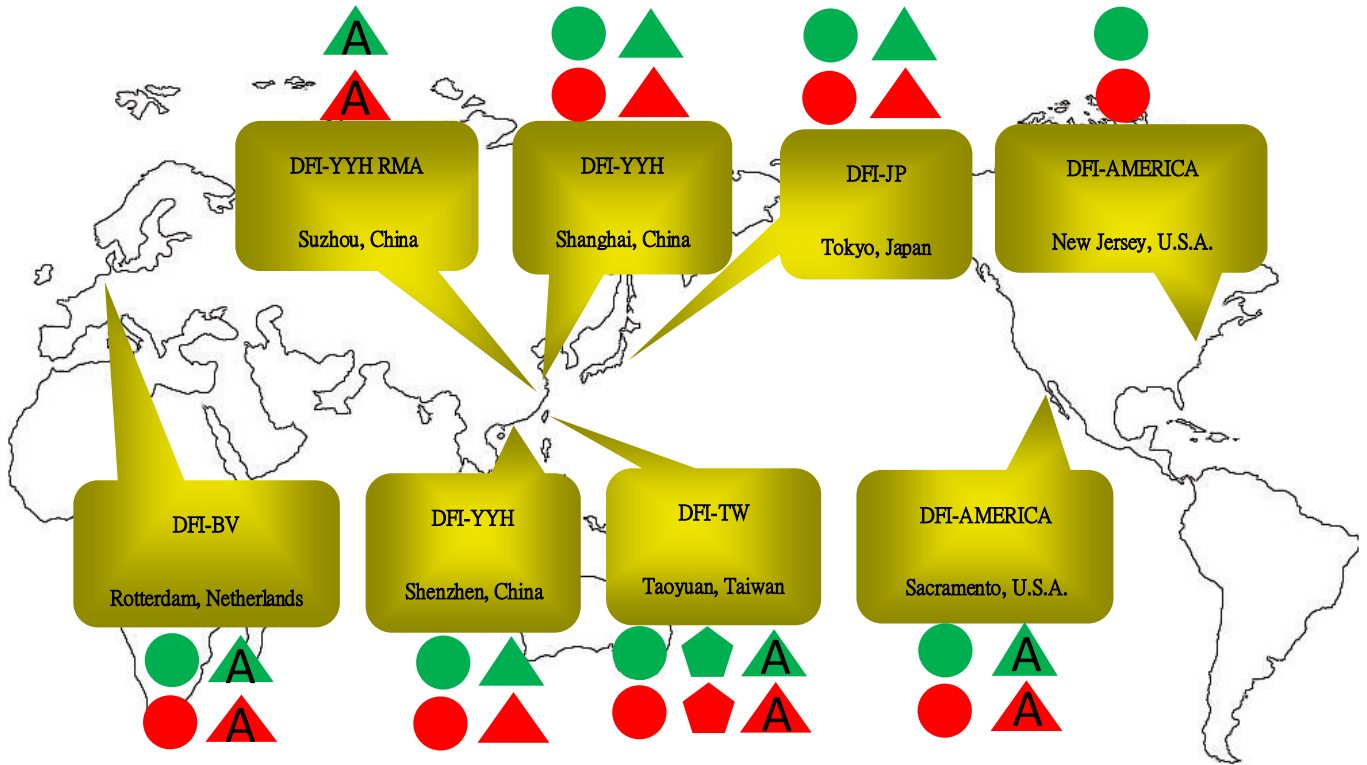 A
A
DFI-YYH RMA
Suzhou, China
DFI-YYH
Shanghai, China
DFI-JP
Tokyo, Japan
DFI-AMERICA
New Jersey, U.S.A.
DFI-BV
Rotterdam, Netherlands
A
A
DFI-YYH
Shenzhen, China
DFI-TW
Taoyuan, Taiwan
A
A
DFI-AMERICA
Sacramento, U.S.A.
A
A